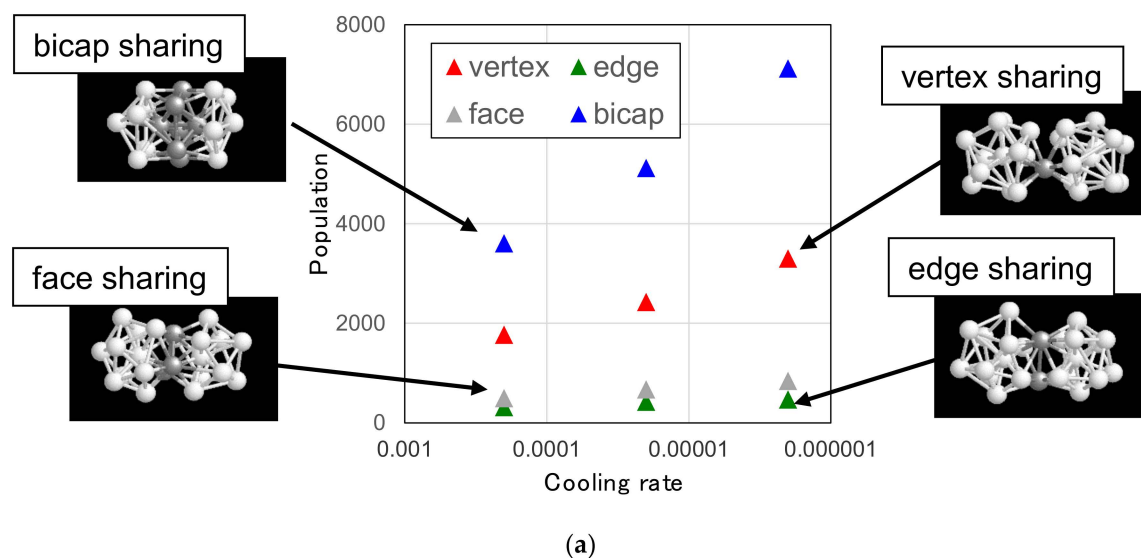 bicap sharing
face sharing
8000
6000
4000
2000
0
Population
vertex
edge
face
bicap
0.001
0.0001
0.00001
0.000001
Cooling rate
vertex sharing
edge sharing
(a)